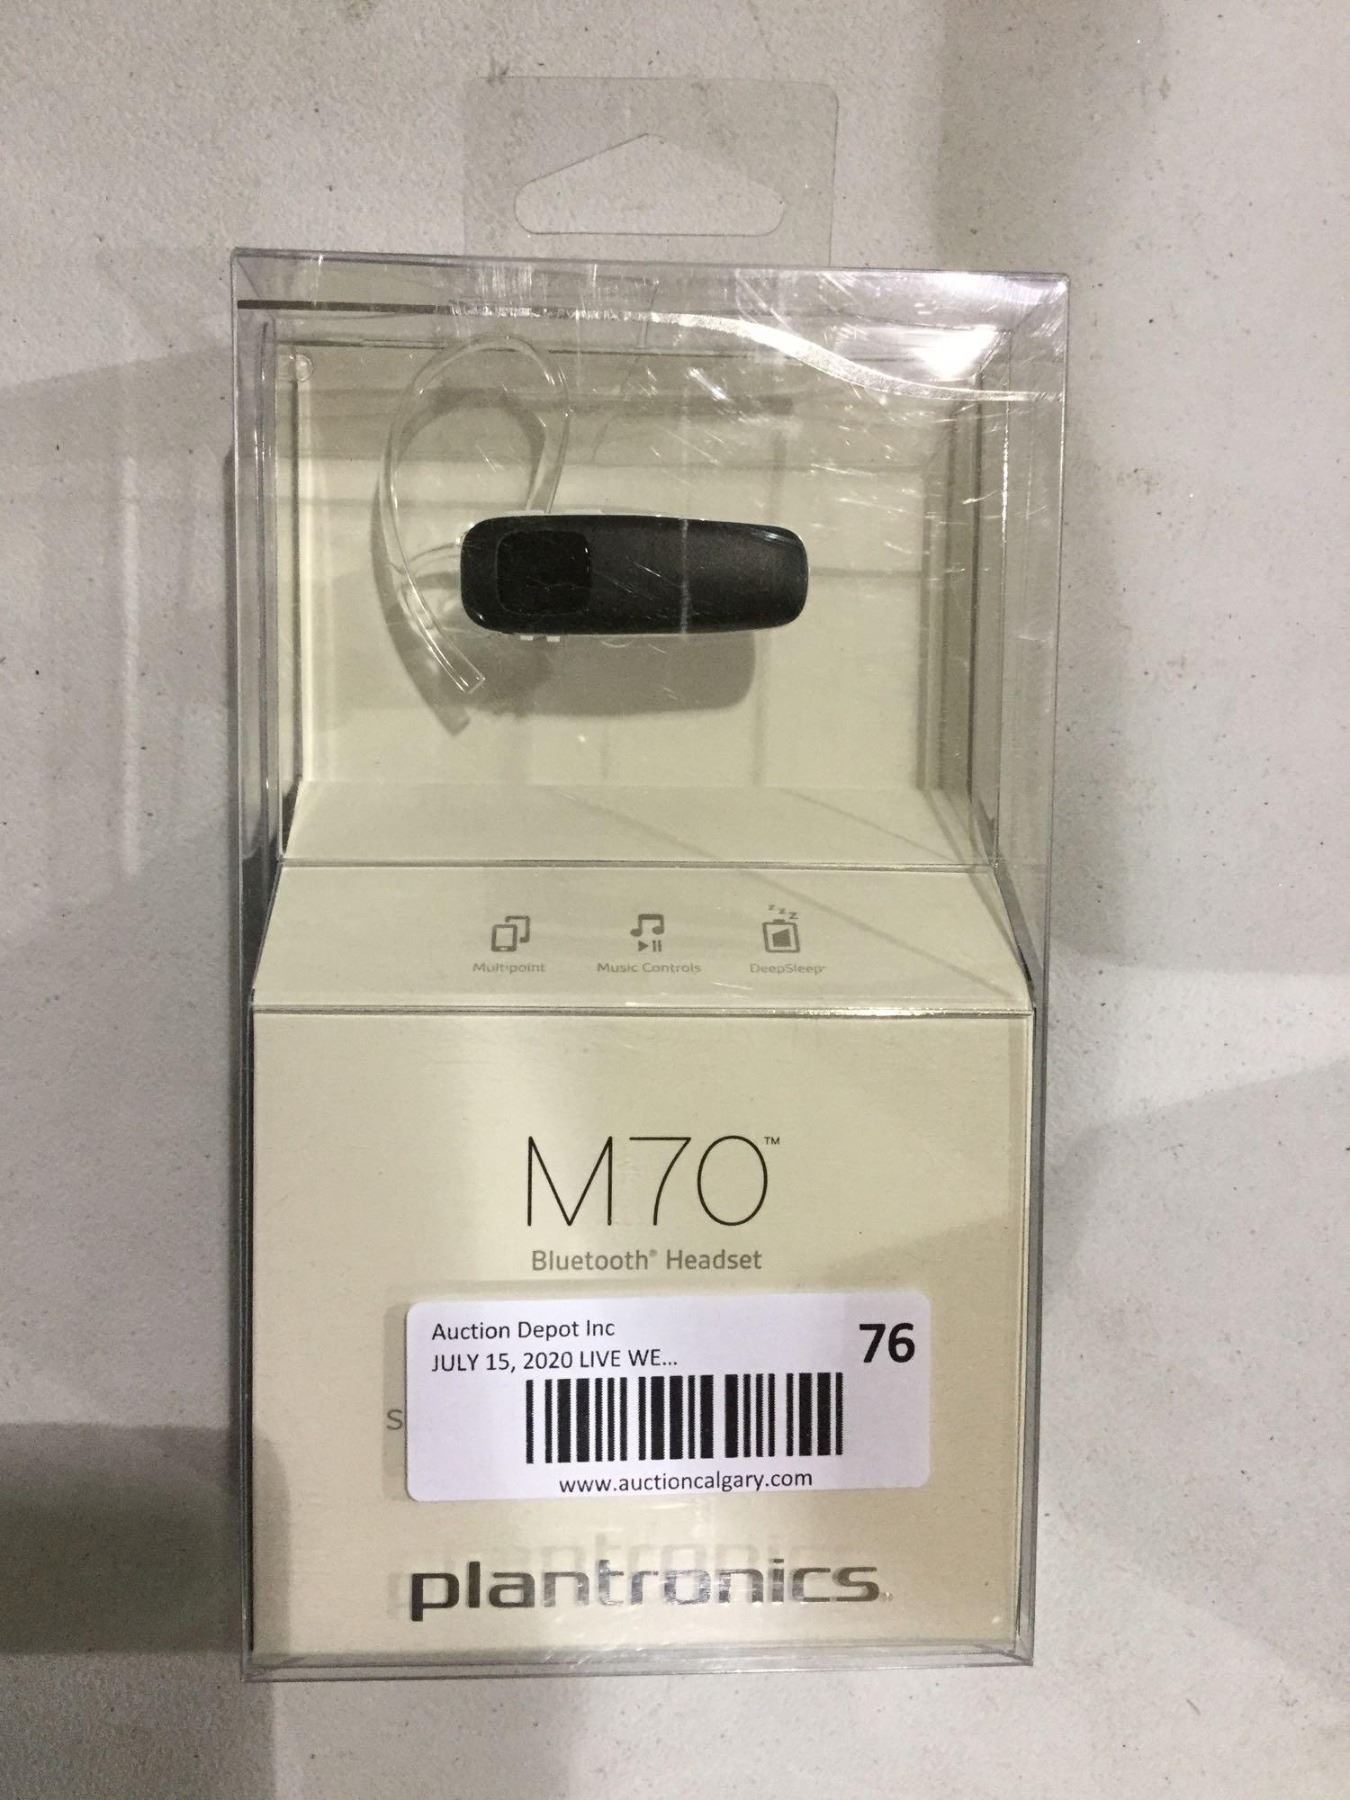 z z z
Multipoint Music Controls DeepSleep™
M70™
Bluetooth® Headset
Auction Depot Inc 76
JULY 15, 2020 LIVE WE...
S
www.auctioncalgary.com
plantronics